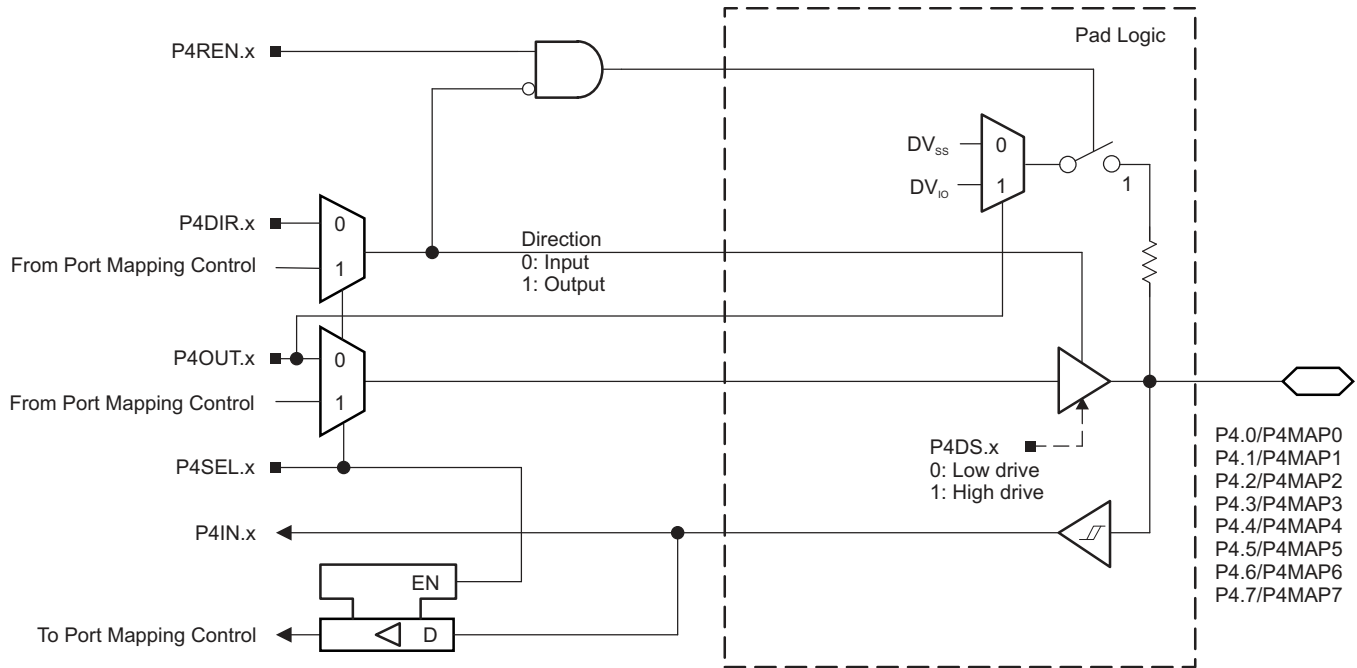 Pad Logic
P4REN.x
DVSS
0
DVIO
1
1
P4DIR.x
0
From Port Mapping Control
1
Direction
0: Input
1: Output
P4OUT.x
0
From Port Mapping Control
1
P4SEL.x
P4DS.x
0: Low drive
1: High drive
P4IN.x
EN
To Port Mapping Control
D
P4.0/P4MAP0
P4.1/P4MAP1
P4.2/P4MAP2
P4.3/P4MAP3
P4.4/P4MAP4
P4.5/P4MAP5
P4.6/P4MAP6
P4.7/P4MAP7